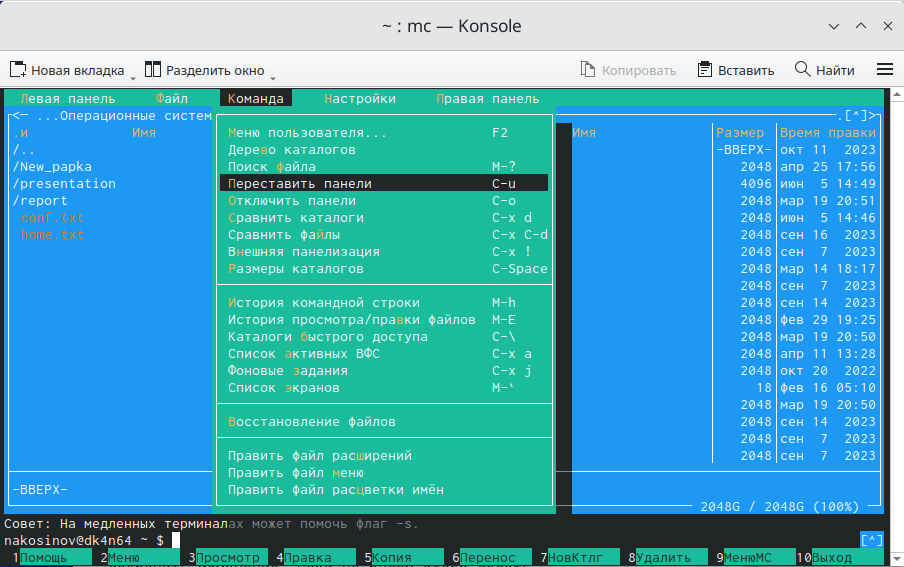 ~ : mc — Konsole
Новая вкладка Разделить окно Копировать Вставить Найти
Левая панель Файл Команда Настройки Правая панель
<— ...Операционные систем .[^]>
.и Имя Имя Размер Время правки
/.. -ВВЕРХ- окт 11 2023
/New_papka 2048 апр 25 17:56
/presentation 4096 июн 5 14:49
/report 2048 мар 19 20:51
conf.txt 2048 июн 5 14:46
home.txt 2048 сен 16 2023
2048 сен 7 2023
2048 мар 14 18:17
2048 сен 7 2023
2048 сен 14 2023
2048 фев 29 19:25
2048 мар 19 20:50
2048 апр 11 13:28
2048 окт 20 2022
18 фев 16 05:10
2048 мар 19 20:50
2048 сен 14 2023
2048 сен 7 2023
2048 сен 7 2023
Меню пользователя... F2
Дерево каталогов
Поиск файла M-?
Переставить панели C-u
Отключить панели C-o
Сравнить каталоги C-x d
Сравнить файлы C-x C-d
Внешняя панелизация C-x !
Размеры каталогов C-Space
История командной строки M-h
История просмотра/правки файлов M-E
Каталоги быстрого доступа C-\
Список активных ВФС C-x a
Фоновые задания C-x j
Список экранов M-`
Восстановление файлов
Править файл расширений
Править файл меню
Править файл расцветки имён
-ВВЕРХ-
2048G / 2048G (100%)
Совет: На медленных терминалах может помочь флаг -s.
nakosinov@dk4n64 ~ $ [^]
1Помощь 2Меню 3Просмотр 4Правка 5Копия 6Перенос 7НовКтлг 8Удалить 9МенюМС 10Выход